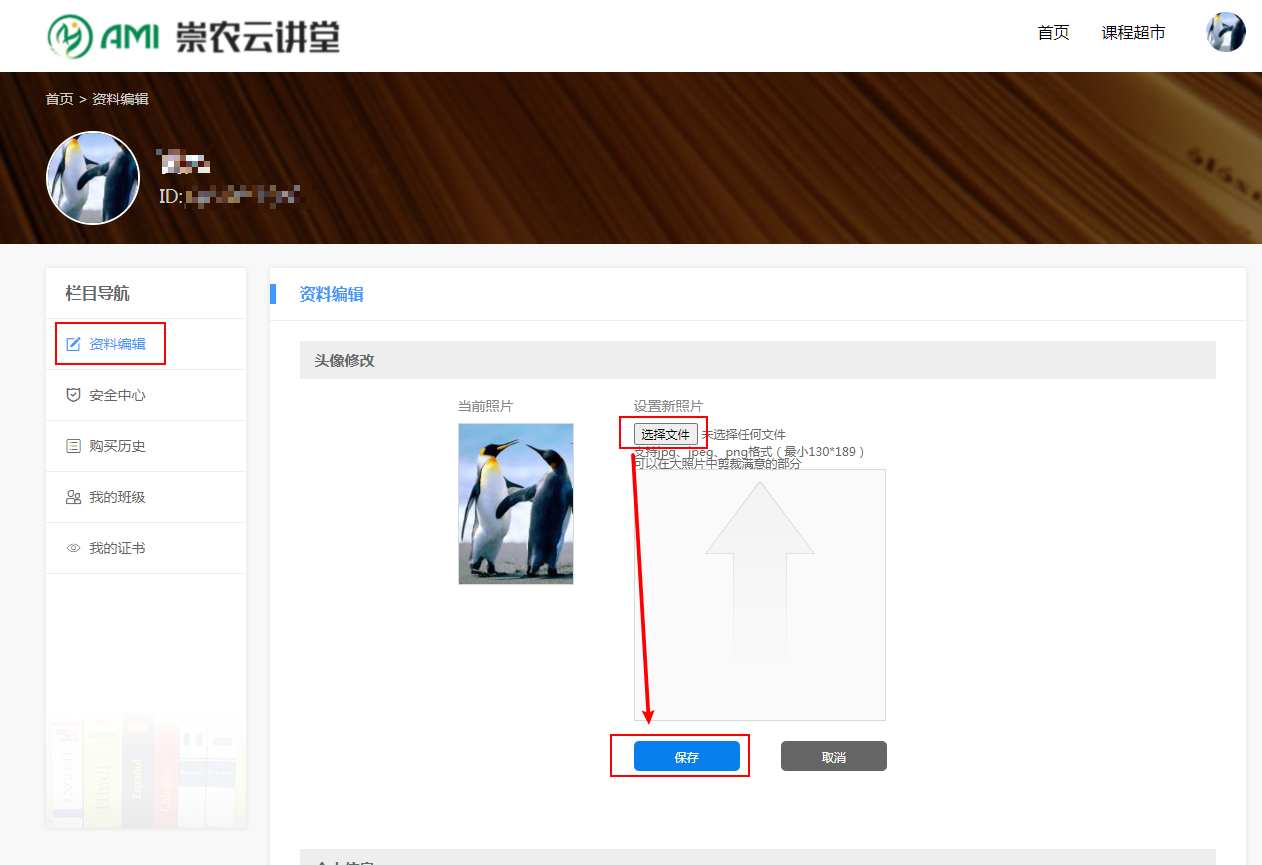 AMI 崇农云讲堂
首页 课程超市
首页 > 资料编辑
ID:
栏目导航
资料编辑
安全中心
购买历史
我的班级
我的证书
资料编辑
头像修改
当前照片
设置新照片
选择文件 未选择任何文件
支持jpg、jpeg、png格式（最小130*189）
可以在大照片中剪裁满意的部分
保存 取消
ENGLISH
Hindi
Espanol